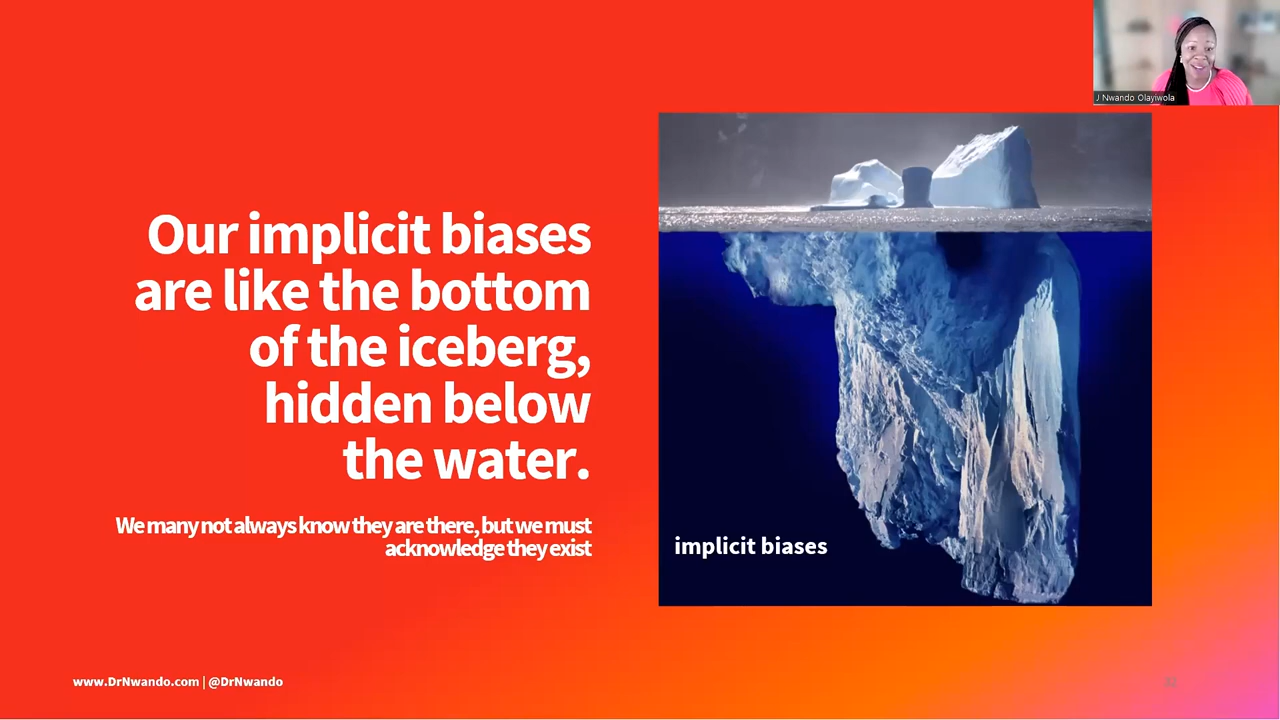 J Nwando Olayiwola
Our implicit biases
are like the bottom
of the iceberg,
hidden below
the water.
We many not always know they are there, but we must
acknowledge they exist
implicit biases
www.DrNwando.com | @DrNwando